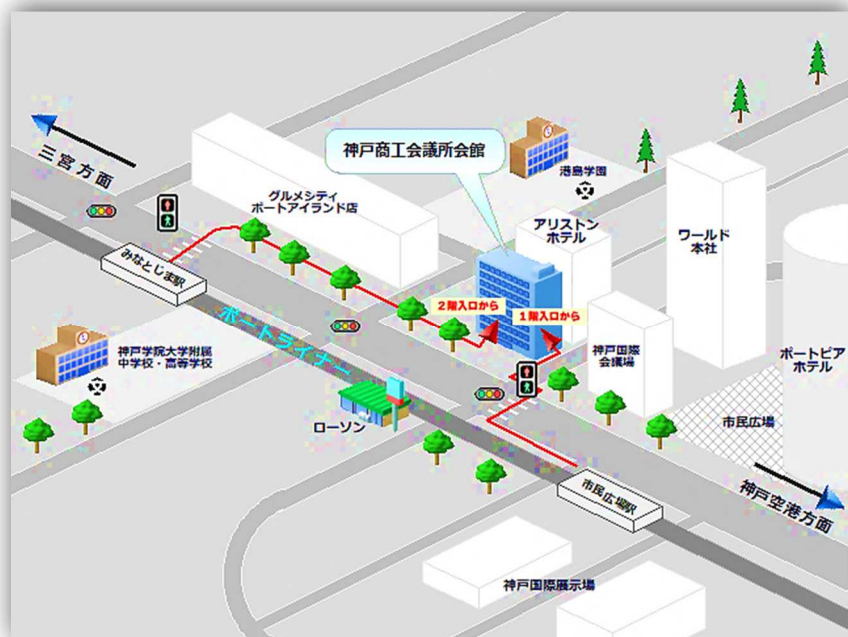 三宮方面
神戸商工会議所会館
港島学園
グルメシティ
ポートアイランド店
アリストン
ホテル
ワールド
本社
みなとじま駅
2階入口から
1階入口から
ポートライナー
神戸学院大学附属
中学校・高等学校
神戸国際
会議場
ポートピア
ホテル
市民広場
ローソン
市民広場駅
神戸空港方面
神戸国際展示場